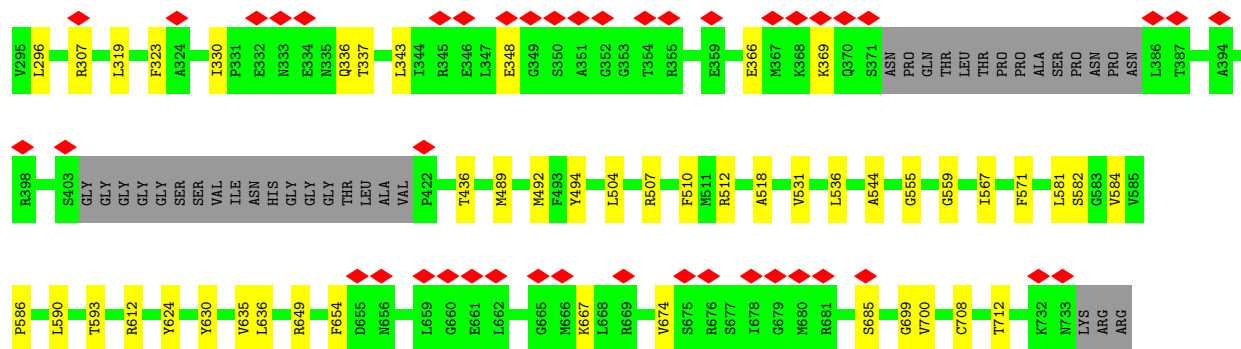 V295 L296 R307 L319 F323 A324 I330 P331 E332 N333 E334 N335 Q336 T337 L343 I344 R345 E346 L347 E348 G349 S350 A351 G352 G353 T354 R355 E359 E366 M367 K368 K369 Q370 S371 ASN PRO GLN THR LEU THR PRO PRO ALA SER PRO ASN PRO ASN L386 T387 A394
R398 S403 GLY GLY GLY GLY GLY SER SER VAL ILE ASN HIS GLY GLY GLY THR LEU ALA VAL P422 T436 M489 M492 F493 Y494 L504 R507 F510 M511 R512 A518 V531 L536 A544 G555 G559 I567 F571 L581 S582 G583 V584 V585
P586 L590 T593 R612 Y624 Y630 V635 L636 R649 F654 D655 N656 L659 G660 E661 L662 G665 M666 K667 L668 R669 V674 S675 R676 S677 I678 G679 M680 R681 S685 G699 V700 C708 T712 K732 N733 LYS ARG ARG